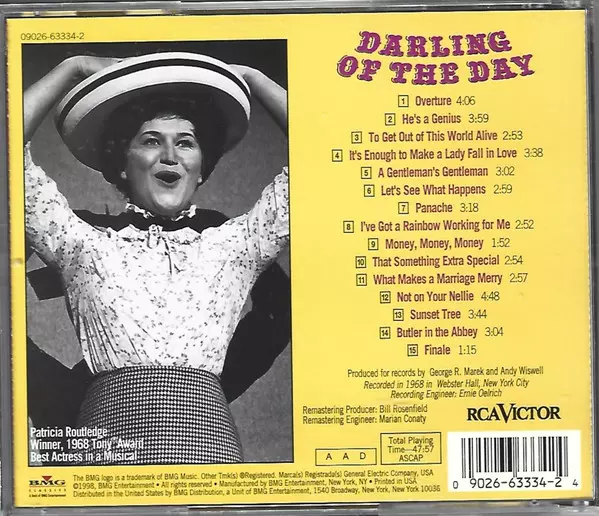 09026-63334-2
DARLING
OF THE DAY
1 Overture 4:06
2 He's a Genius 3:59
3 To Get Out of This World Alive 2:53
4 It's Enough to Make a Lady Fall in Love 3:38
5 A Gentleman's Gentleman 3:02
6 Let's See What Happens 2:59
7 Panache 3:18
8 I've Got a Rainbow Working for Me 2:52
9 Money, Money, Money 1:52
10 That Something Extra Special 2:54
11 What Makes a Marriage Merry 2:57
12 Not on Your Nellie 4:48
13 Sunset Tree 3:44
14 Butler in the Abbey 3:04
15 Finale 1:15
Produced for records by George R. Marek and Andy Wiswell
Recorded in 1968 in Webster Hall, New York City
Recording Engineer: Ernie Oelrich
Remastering Producer: Bill Rosenfield
Remastering Engineer: Marian Conaty
RCA VICTOR
Patricia Routledge
Winner, 1968 Tony® Award
Best Actress in a Musical
A A D
Total Playing
Time—47:57
ASCAP
BMG
CLASSICS
A Unit of BMG Entertainment
The BMG logo is a trademark of BMG Music. Other Tmk(s) ®Registered. Marca(s) Registrada(s) General Electric Company, USA
©1998, BMG Entertainment • All rights reserved • Manufactured by BMG Entertainment, New York, NY • Printed in USA
Distributed in the United States by BMG Distribution, a Unit of BMG Entertainment, 1540 Broadway, New York, New York 10036
0 09026-63334-2 4